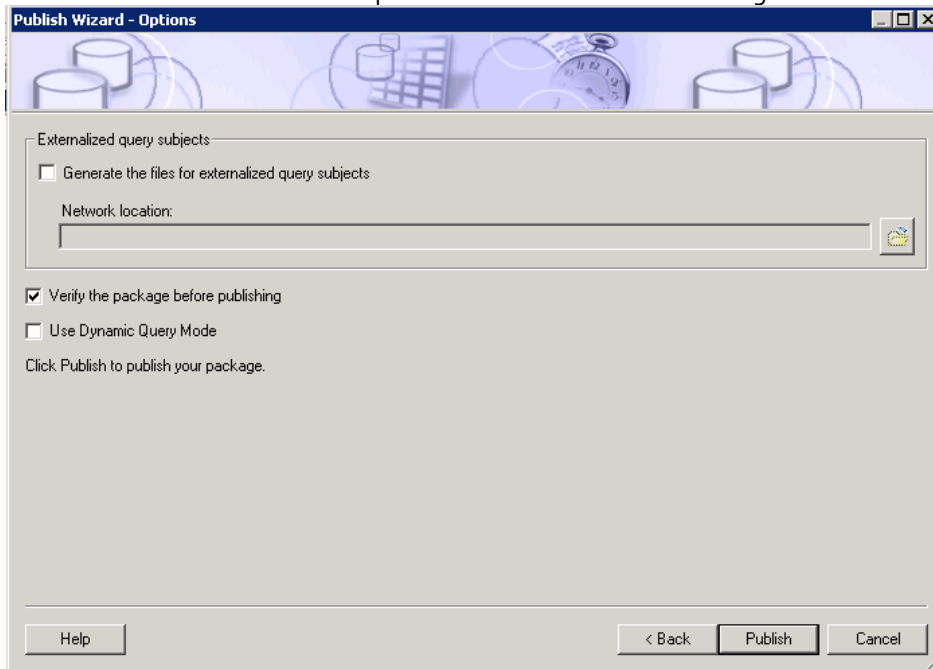 Publish Wizard - Options
Externalized query subjects
Generate the files for externalized query subjects
Network location:
Verify the package before publishing
Use Dynamic Query Mode
Click Publish to publish your package.
Help
< Back
Publish
Cancel